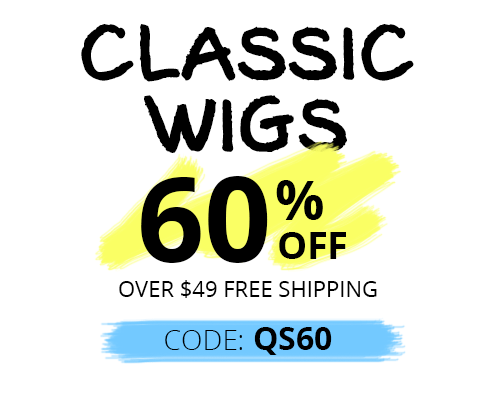 CLASSIC
WIGS
60% OFF
OVER $49 FREE SHIPPING
CODE: QS60